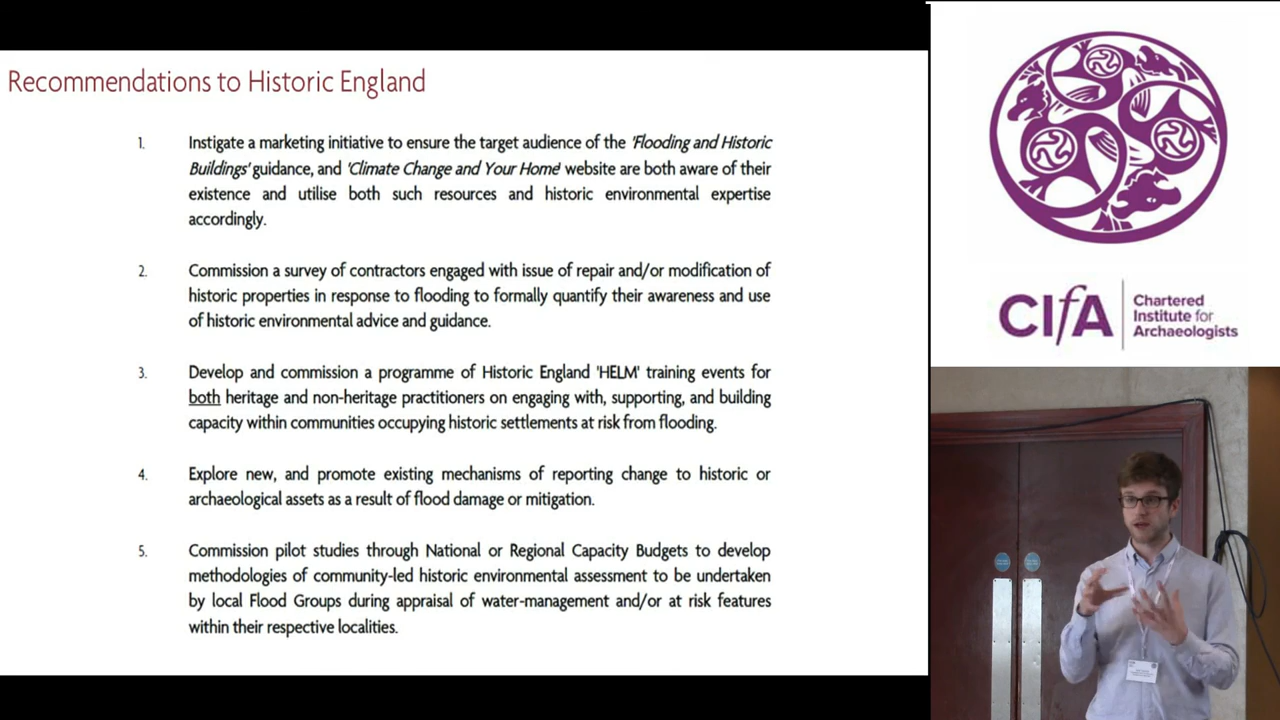 Recommendations to Historic England
1. Instigate a marketing initiative to ensure the target audience of the 'Flooding and Historic
Buildings' guidance, and 'Climate Change and Your Home' website are both aware of their
existence and utilise both such resources and historic environmental expertise
accordingly.
2. Commission a survey of contractors engaged with issue of repair and/or modification of
historic properties in response to flooding to formally quantify their awareness and use
of historic environmental advice and guidance.
3. Develop and commission a programme of Historic England 'HELM' training events for
both heritage and non-heritage practitioners on engaging with, supporting, and building
capacity within communities occupying historic settlements at risk from flooding.
4. Explore new, and promote existing mechanisms of reporting change to historic or
archaeological assets as a result of flood damage or mitigation.
5. Commission pilot studies through National or Regional Capacity Budgets to develop
methodologies of community-led historic environmental assessment to be undertaken
by local Flood Groups during appraisal of water-management and/or at risk features
within their respective localities.
CIfA
Chartered
Institute for
Archaeologists